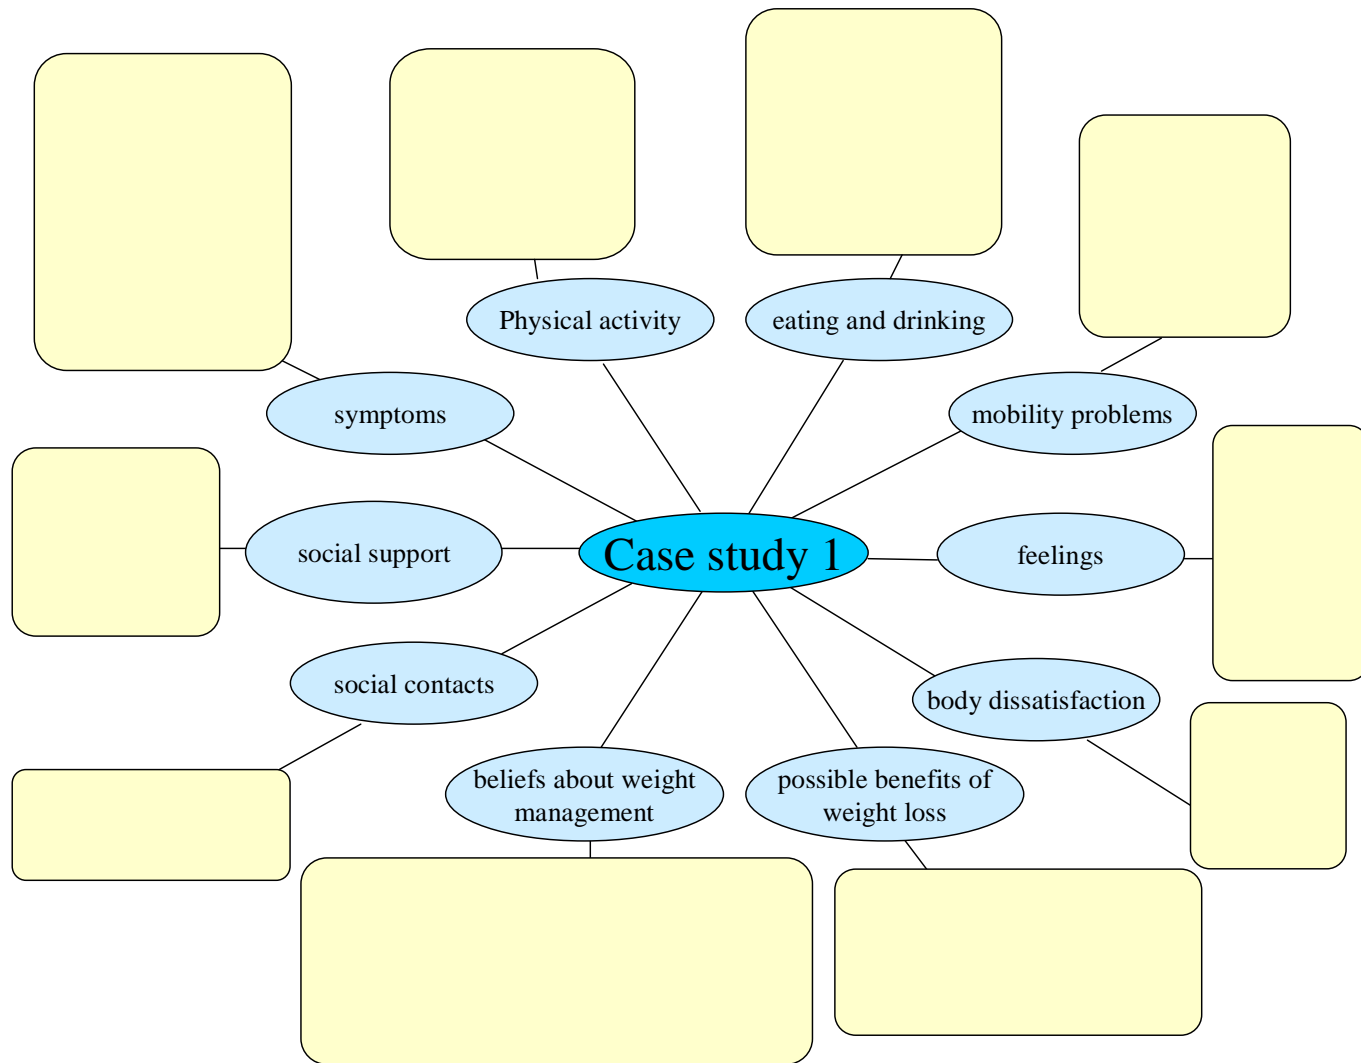 Physical activity
eating and drinking
symptoms
mobility problems
social support
Case study 1
feelings
social contacts
body dissatisfaction
beliefs about weight
management
possible benefits of
weight loss